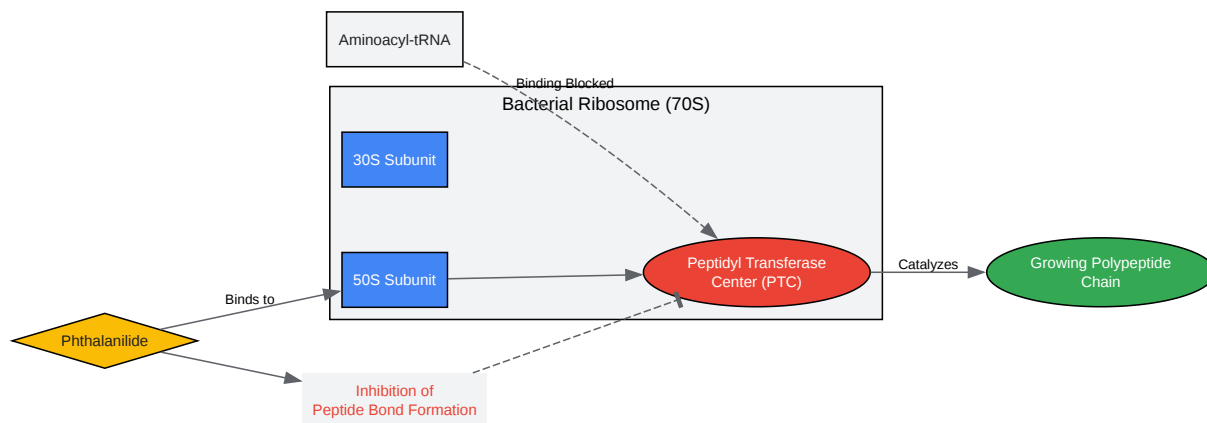 Aminoacyl-tRNA
Binding Blocked
Bacterial Ribosome (70S)
30S Subunit
50S Subunit
Peptidyl Transferase
Center (PTC)
Catalyzes
Growing Polypeptide
Chain
Binds to
Phthalanilide
Inhibition of
Peptide Bond Formation